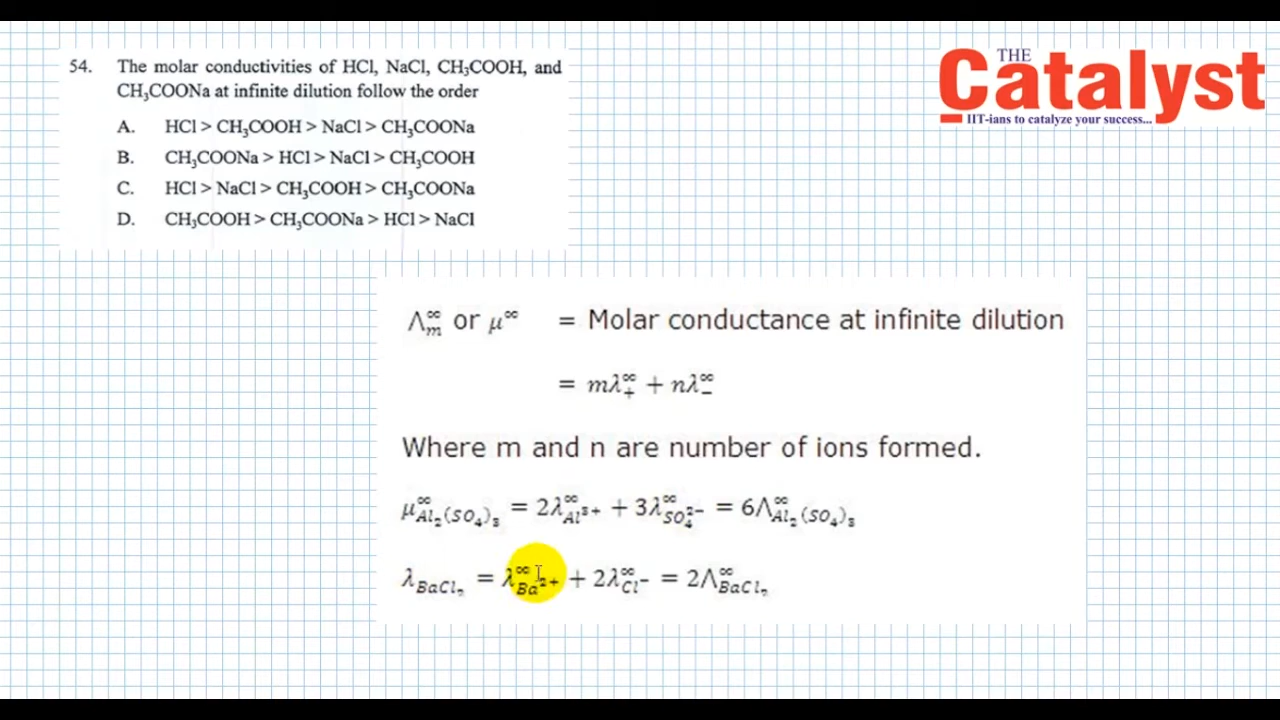 THE
Catalyst
IIT-ians to catalyze your success...
54. The molar conductivities of HCl, NaCl, CH₃COOH, and
CH₃COONa at infinite dilution follow the order
A. HCl > CH₃COOH > NaCl > CH₃COONa
B. CH₃COONa > HCl > NaCl > CH₃COOH
C. HCl > NaCl > CH₃COOH > CH₃COONa
D. CH₃COOH > CH₃COONa > HCl > NaCl
Λ∞m or μ∞ = Molar conductance at infinite dilution
= mλ∞+ + nλ∞−
Where m and n are number of ions formed.
μ∞Al₂(SO₄)₃ = 2λ∞Al³⁺ + 3λ∞SO₄²⁻ = 6Λ∞Al₂(SO₄)₃
λBaCl₂ = λ∞Ba²⁺ + 2λ∞Cl⁻ = 2Λ∞BaCl₂